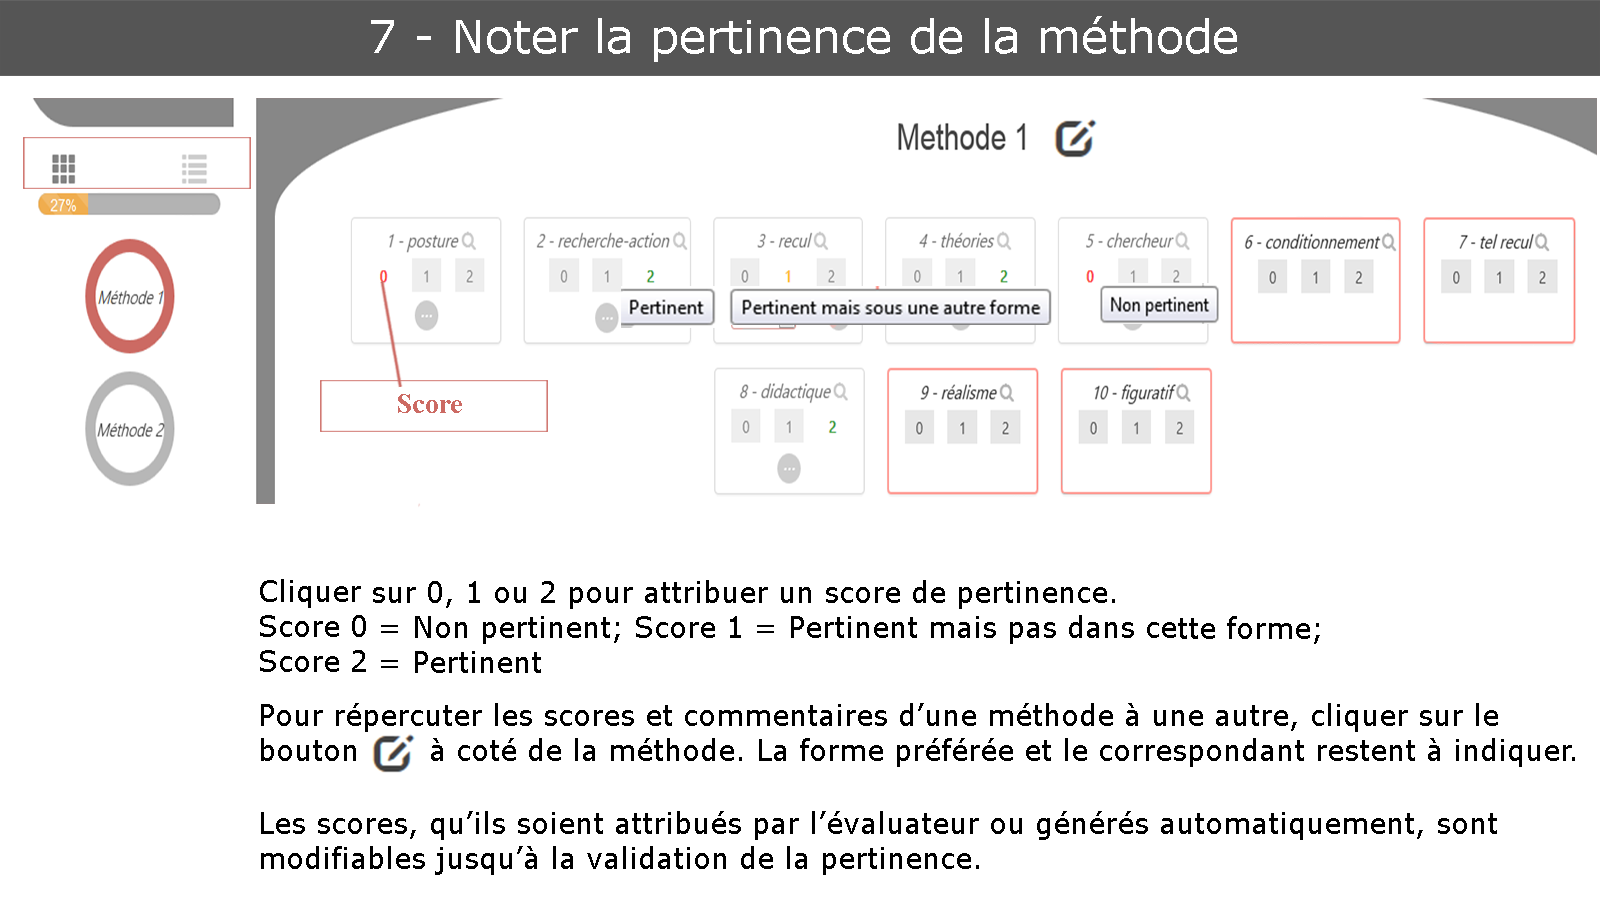 7 - Noter la pertinence de la méthode
Methode 1
27%
Méthode 1
Méthode 2
1 - posture
0 1 2
2 - recherche-action
0 1 2
Pertinent
3 - recul
0 1 2
Pertinent mais sous une autre forme
4 - théories
0 1 2
5 - chercheur
0 1 2
Non pertinent
6 - conditionnement
0 1 2
7 - tel recul
0 1 2
Score
8 - didactique
0 1 2
9 - réalisme
0 1 2
10 - figuratif
0 1 2
Cliquer sur 0, 1 ou 2 pour attribuer un score de pertinence.
Score 0 = Non pertinent; Score 1 = Pertinent mais pas dans cette forme;
Score 2 = Pertinent
Pour répercuter les scores et commentaires d’une méthode à une autre, cliquer sur le
bouton à coté de la méthode. La forme préférée et le correspondant restent à indiquer.
Les scores, qu’ils soient attribués par l’évaluateur ou générés automatiquement, sont
modifiables jusqu’à la validation de la pertinence.